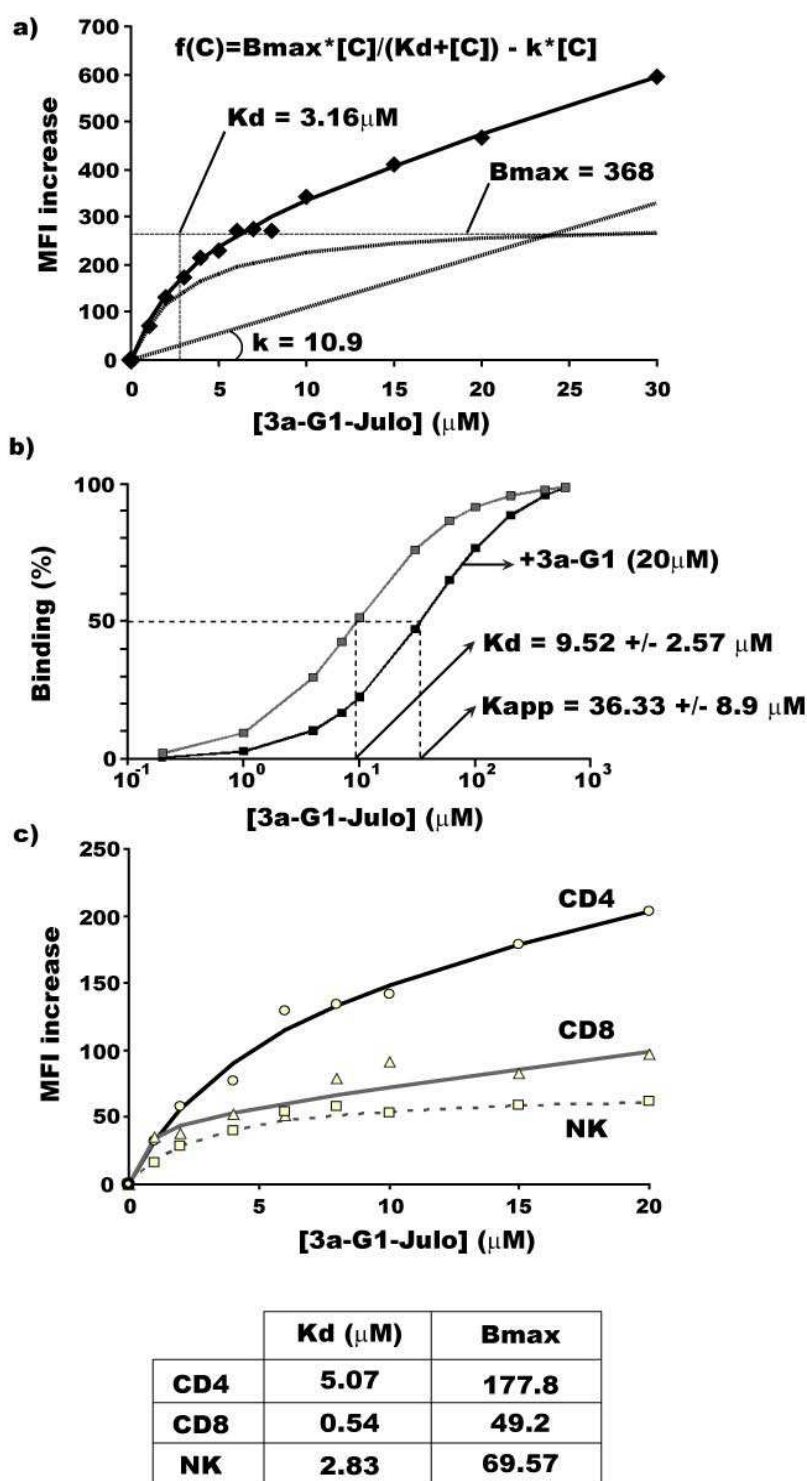 a)
700
600
500
400
300
200
100
0
MFI increase
f(C)=Bmax*[C]/(Kd+[C]) - k*[C]
Kd = 3.16μM
Bmax = 368
k = 10.9
0 5 10 15 20 25 30
[3a-G1-Julo] (μM)
b)
100
50
0
Binding (%)
+3a-G1 (20μM)
Kd = 9.52 +/- 2.57 μM
Kapp = 36.33 +/- 8.9 μM
10-1 100 101 102 103
[3a-G1-Julo] (μM)
c)
250
200
150
100
50
0
MFI increase
CD4
CD8
NK
0 5 10 15 20
[3a-G1-Julo] (μM)
Kd (μM) Bmax
CD4 5.07 177.8
CD8 0.54 49.2
NK 2.83 69.57